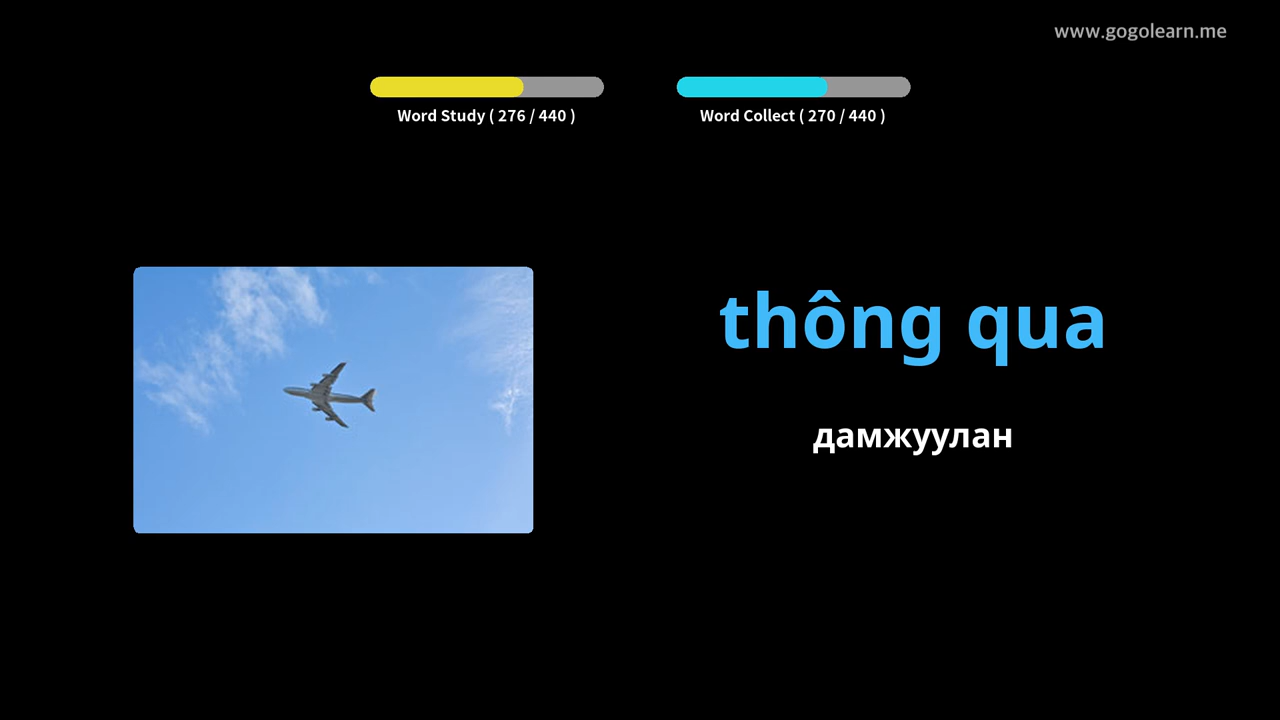 www.gogolearn.me
Word Study ( 276 / 440 )
Word Collect ( 270 / 440 )
thông qua
дамжуулан